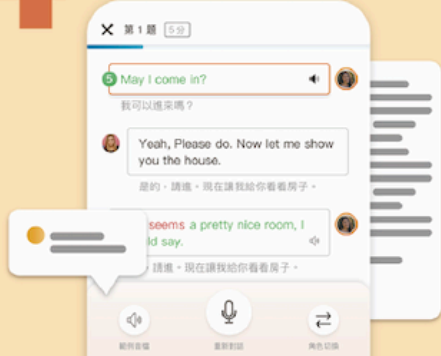 第 1 題 5分
5 May I come in?
我可以進來嗎？
Yeah, Please do. Now let me show
you the house.
是的，請進。現在讓我給你看看房子。
seems a pretty nice room, I
say.
請進。現在讓我給你看看房子。
範例音檔 重新對話 角色切換